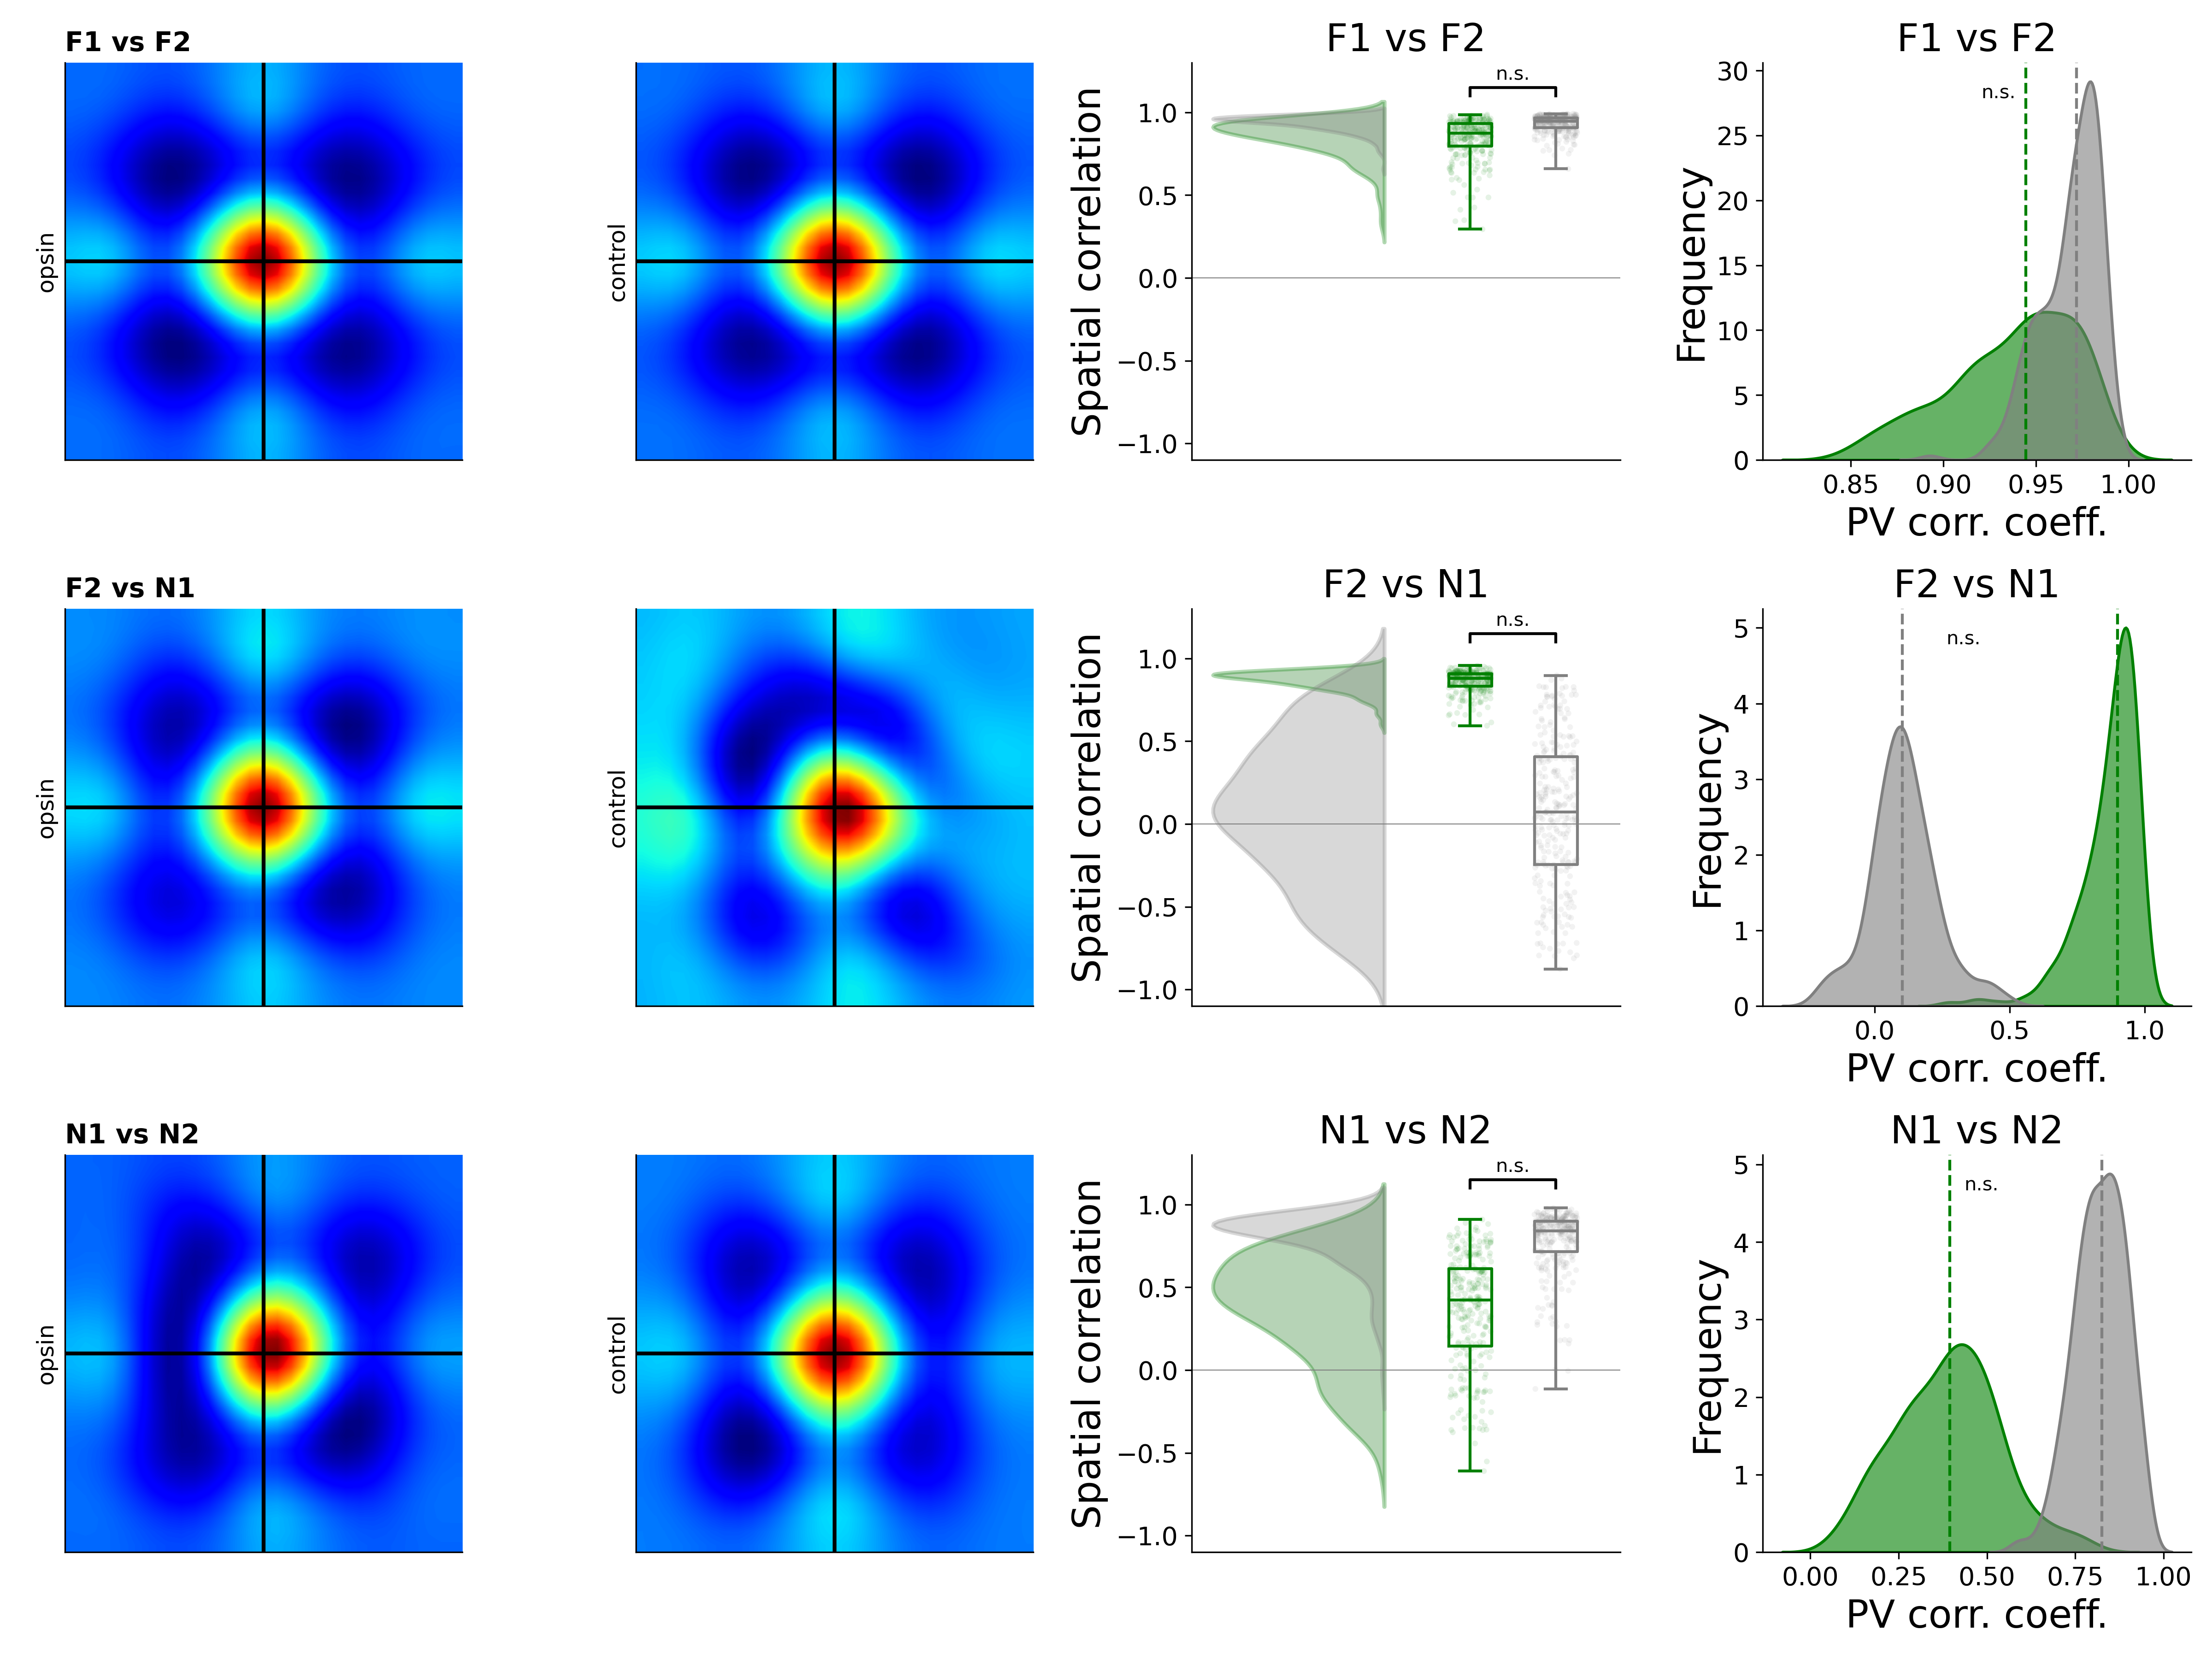 F1 vs F2
opsin
control
F1 vs F2
Spatial correlation
1.0
0.5
0.0
−0.5
−1.0
n.s.
F1 vs F2
Frequency
30
25
20
15
10
5
0
n.s.
0.85 0.90 0.95 1.00
PV corr. coeff.
F2 vs N1
opsin
control
F2 vs N1
Spatial correlation
1.0
0.5
0.0
−0.5
−1.0
n.s.
F2 vs N1
Frequency
5
4
3
2
1
0
n.s.
0.0 0.5 1.0
PV corr. coeff.
N1 vs N2
opsin
control
N1 vs N2
Spatial correlation
1.0
0.5
0.0
−0.5
−1.0
n.s.
N1 vs N2
Frequency
5
4
3
2
1
0
n.s.
0.00 0.25 0.50 0.75 1.00
PV corr. coeff.